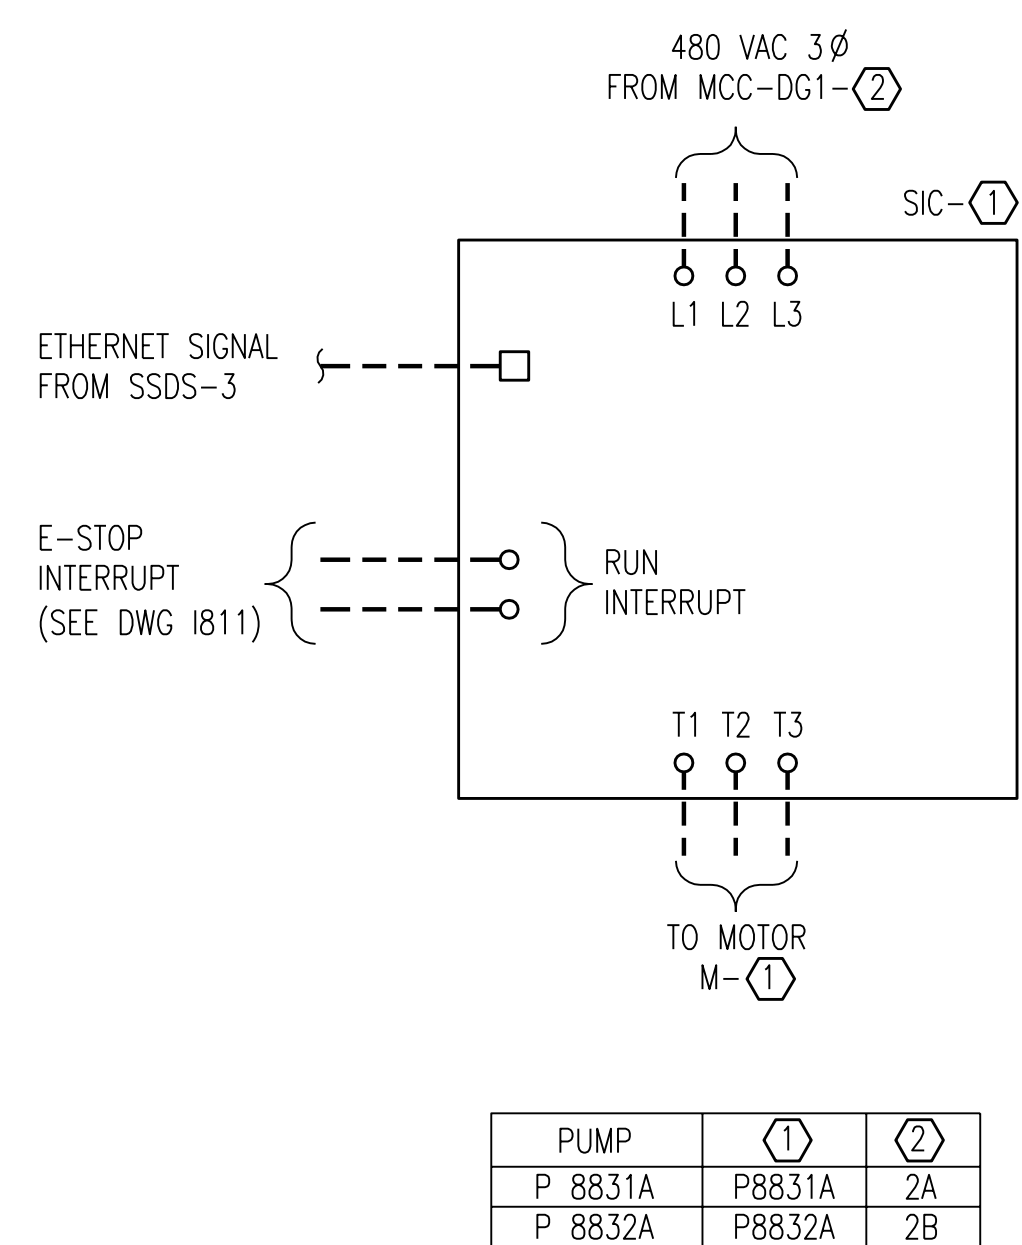 480 VAC 3Ø
FROM MCC-DG1-2
SIC-1
L1 L2 L3
ETHERNET SIGNAL
FROM SSDS-3
E-STOP
INTERRUPT
(SEE DWG I811)
RUN
INTERRUPT
T1 T2 T3
TO MOTOR
M-1
PUMP 1 2
P 8831A P8831A 2A
P 8832A P8832A 2B